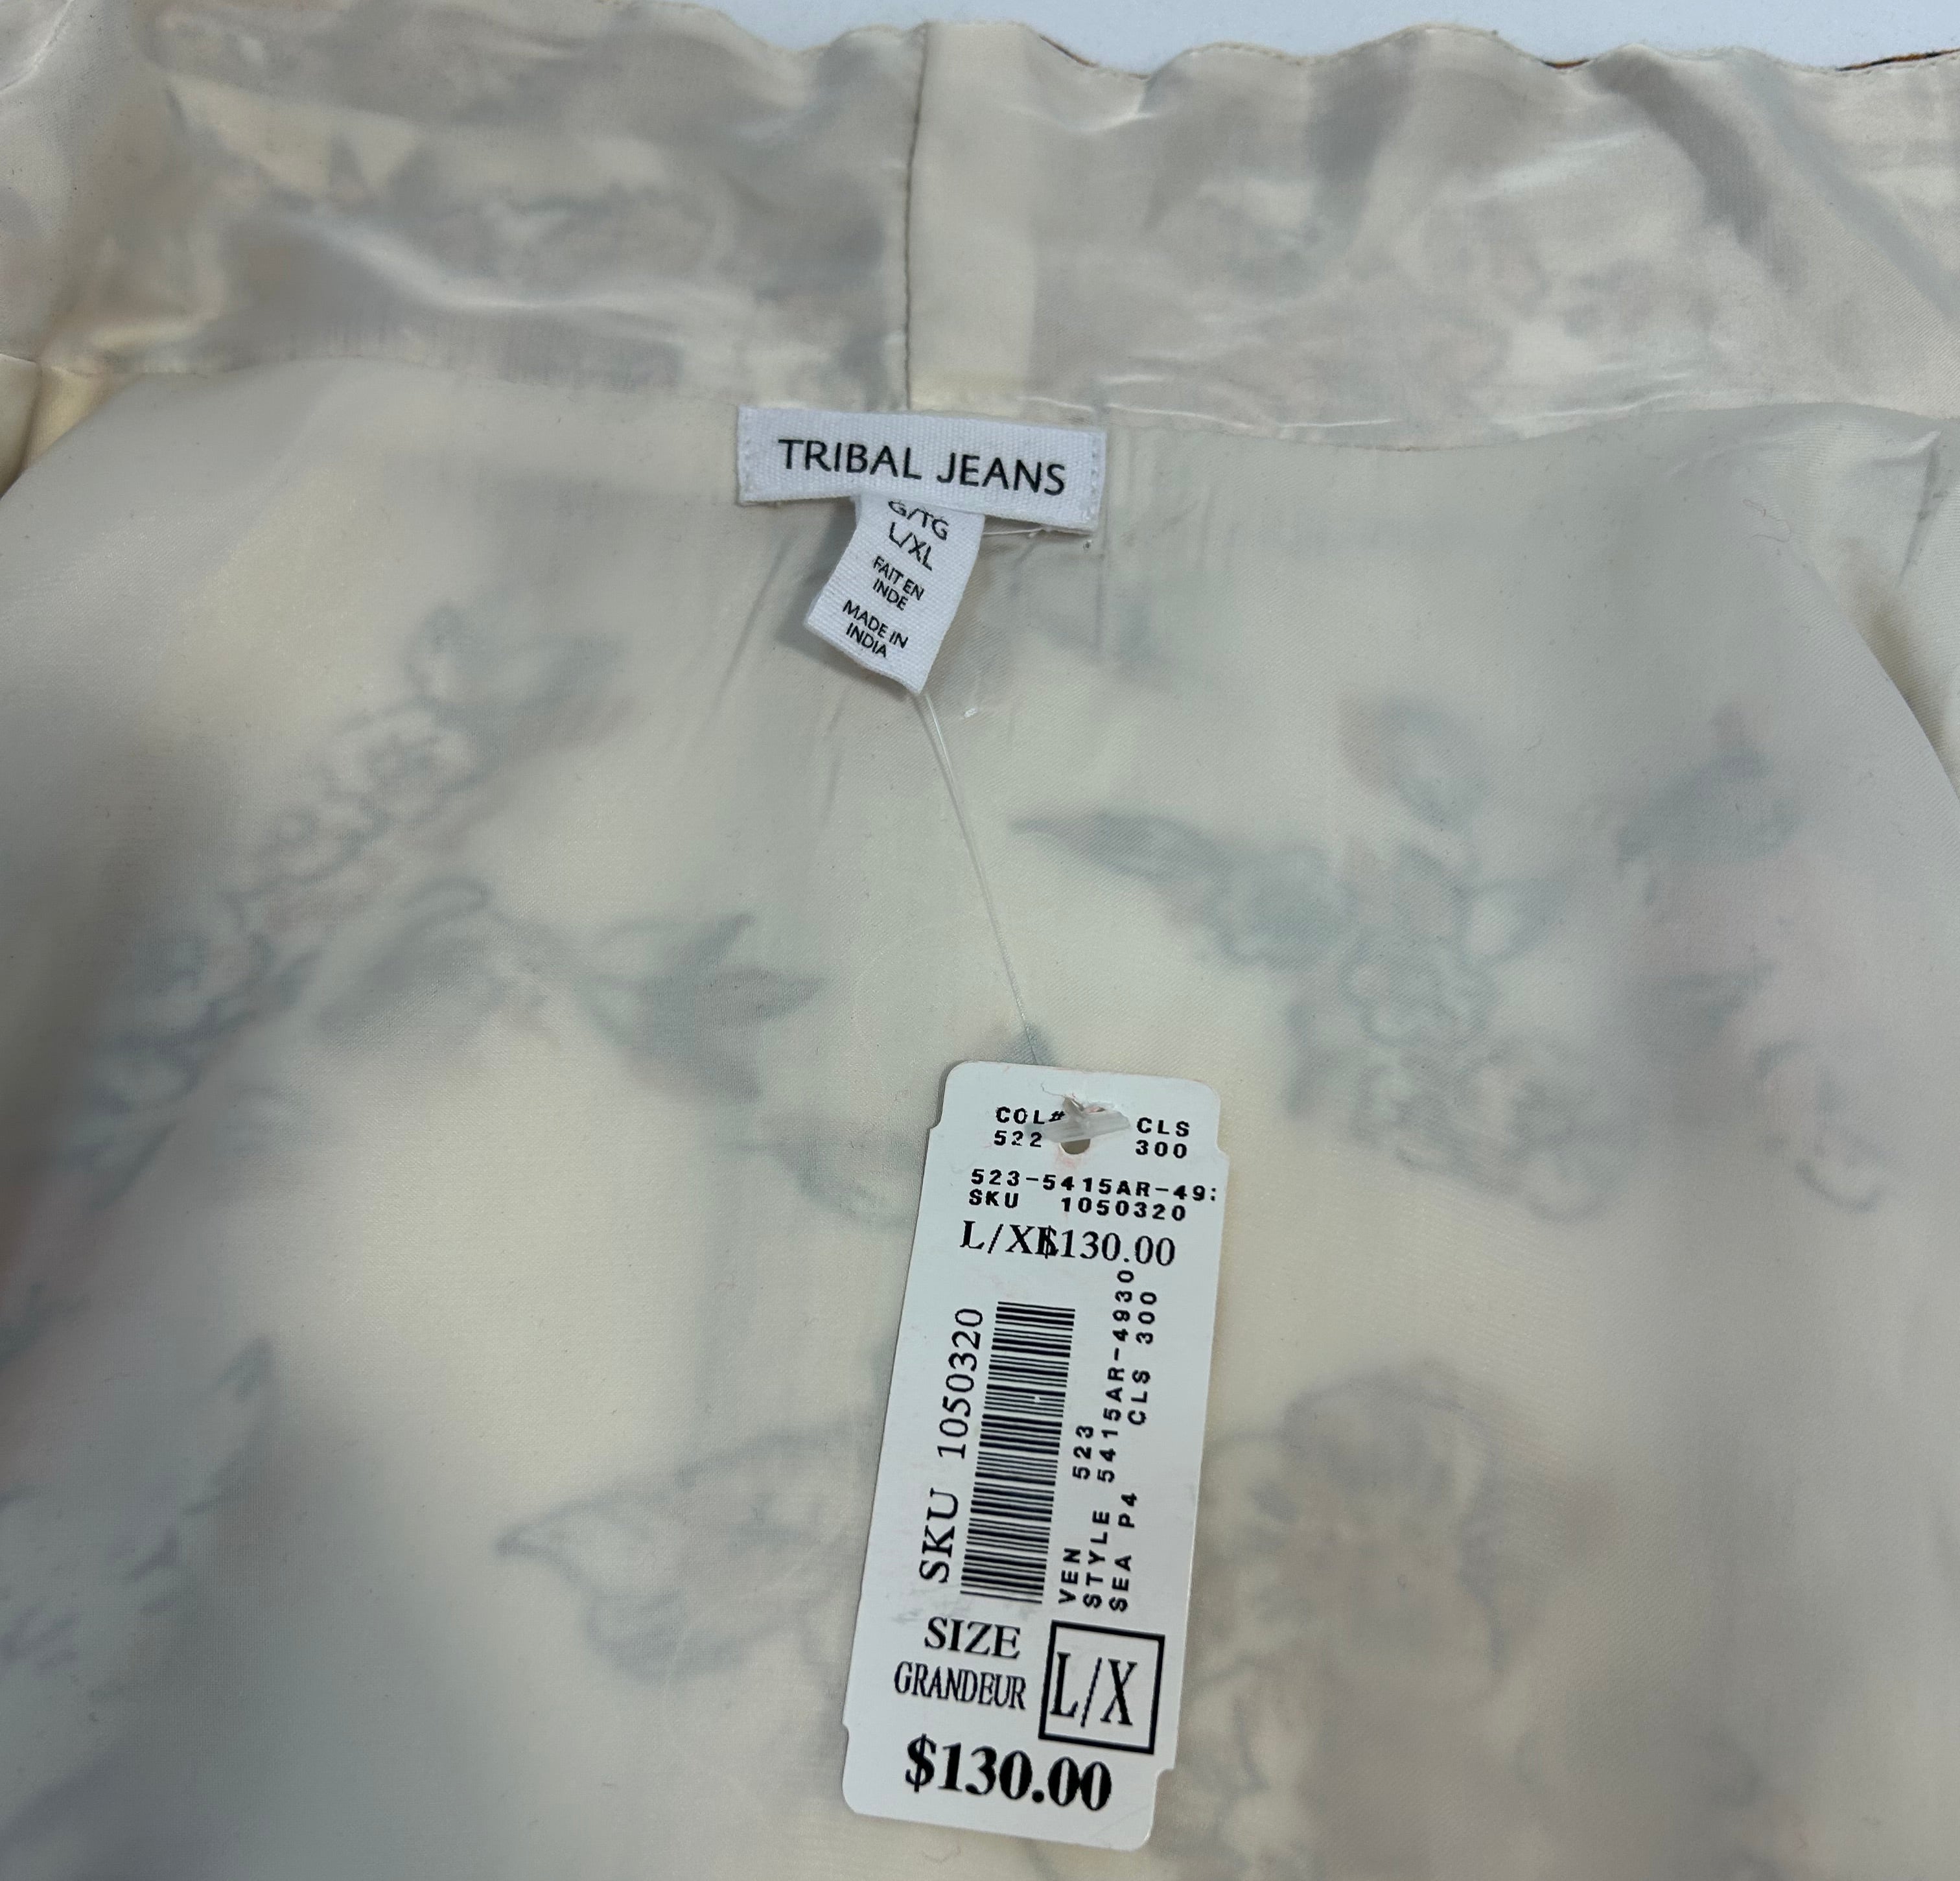 TRIBAL JEANS
G/TG
L/XL
FAIT EN
INDE
MADE IN
INDIA
COL# CLS
522 300
523-5415AR-49:
SKU 1050320
L/XL $130.00
SKU 1050320
VEN 523
STYLE 5415AR-4930
SEA P4 CLS 300
SIZE
GRANDEUR
L/X
$130.00